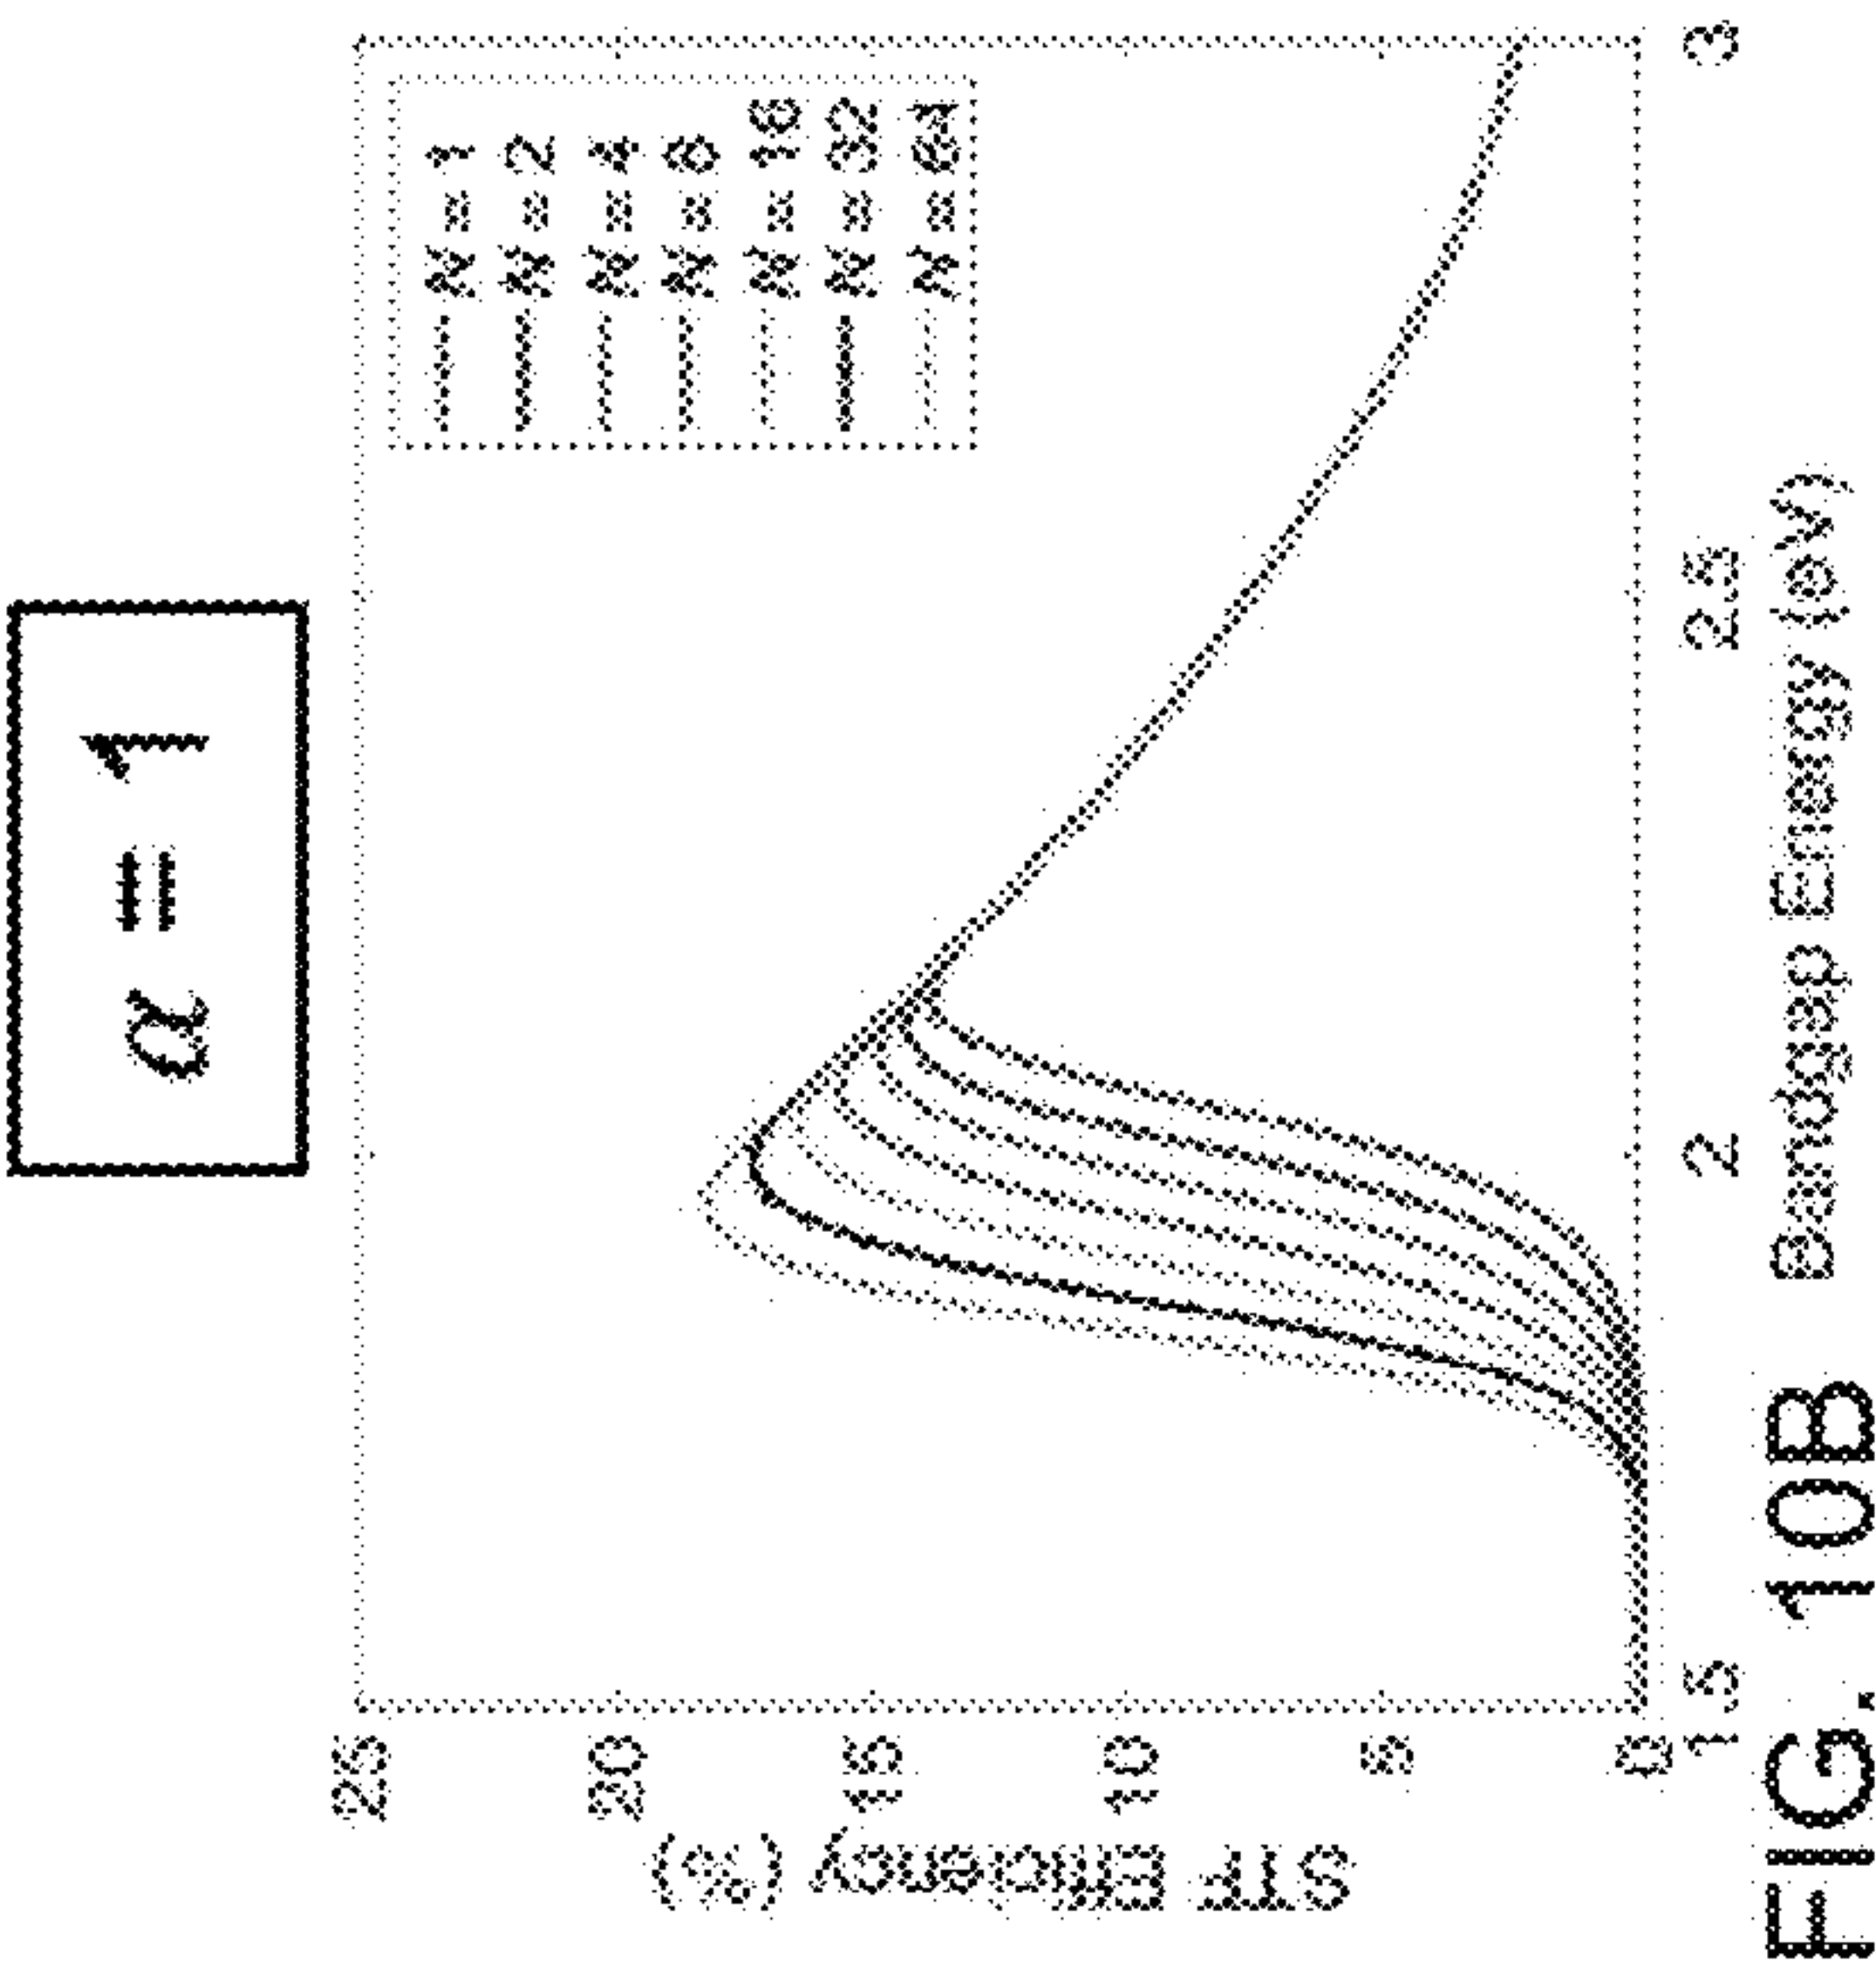 α = 1
25
20
15
10
5
0
STF Efficiency (%)
N = 1
N = 2
N = 4
N = 8
N = 16
N = 32
N = 64
1.5
2
2.5
3
Bandgap Energy (eV)
FIG. 10B